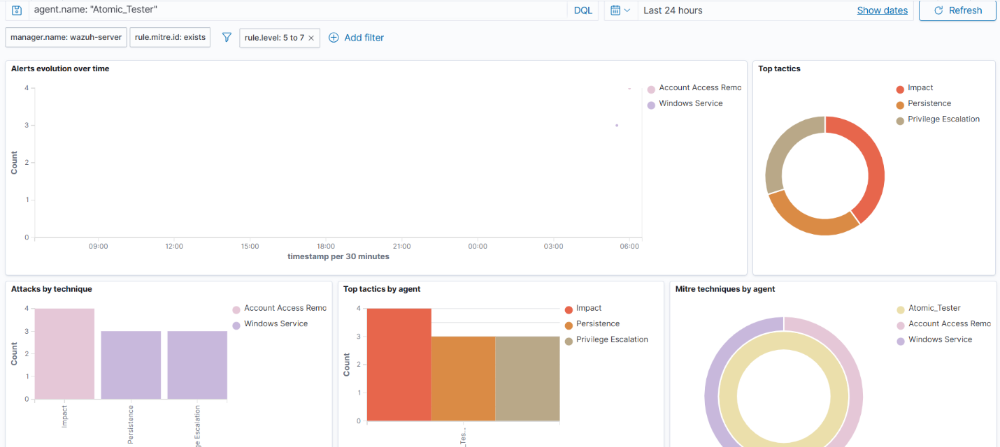 agent.name: "Atomic_Tester"
DQL
Last 24 hours
Show dates
Refresh
manager.name: wazuh-server
rule.mitre.id: exists
rule.level: 5 to 7 ×
Add filter
Alerts evolution over time
4
3
2
1
0
Count
09:00 12:00 15:00 18:00 21:00 00:00 03:00 06:00
timestamp per 30 minutes
Account Access Remo
Windows Service
Top tactics
Impact
Persistence
Privilege Escalation
Attacks by technique
4
3
2
1
0
Count
Impact
Persistence
ge Escalation
Account Access Remo
Windows Service
Top tactics by agent
4
3
2
1
0
Count
_Tes...
Impact
Persistence
Privilege Escalation
Mitre techniques by agent
Atomic_Tester
Account Access Remo
Windows Service